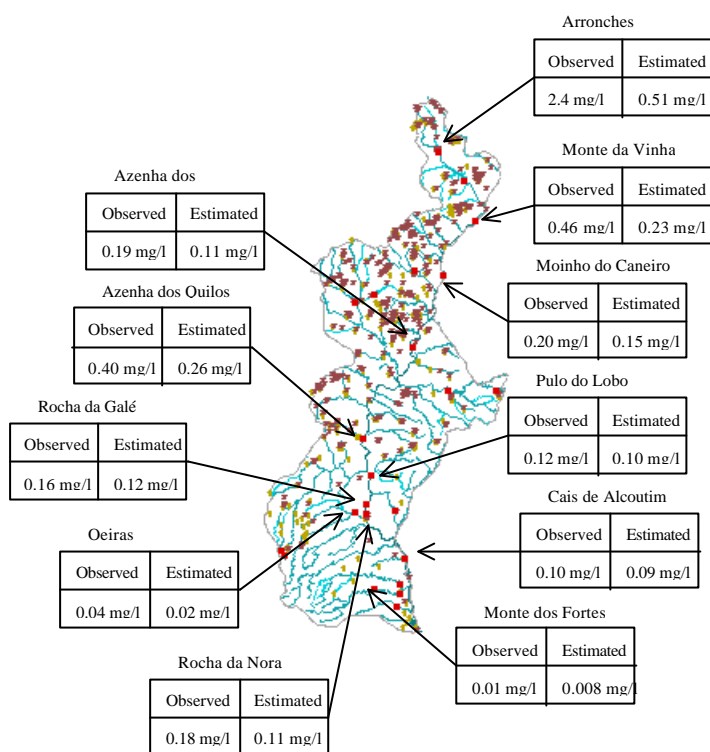 Arronches
Observed Estimated
2.4 mg/l 0.51 mg/l
Monte da Vinha
Observed Estimated
0.46 mg/l 0.23 mg/l
Azenha dos
Observed Estimated
0.19 mg/l 0.11 mg/l
Moinho do Caneiro
Observed Estimated
0.20 mg/l 0.15 mg/l
Azenha dos Quilos
Observed Estimated
0.40 mg/l 0.26 mg/l
Pulo do Lobo
Observed Estimated
0.12 mg/l 0.10 mg/l
Rocha da Galé
Observed Estimated
0.16 mg/l 0.12 mg/l
Cais de Alcoutim
Observed Estimated
0.10 mg/l 0.09 mg/l
Oeiras
Observed Estimated
0.04 mg/l 0.02 mg/l
Monte dos Fortes
Observed Estimated
0.01 mg/l 0.008 mg/l
Rocha da Nora
Observed Estimated
0.18 mg/l 0.11 mg/l